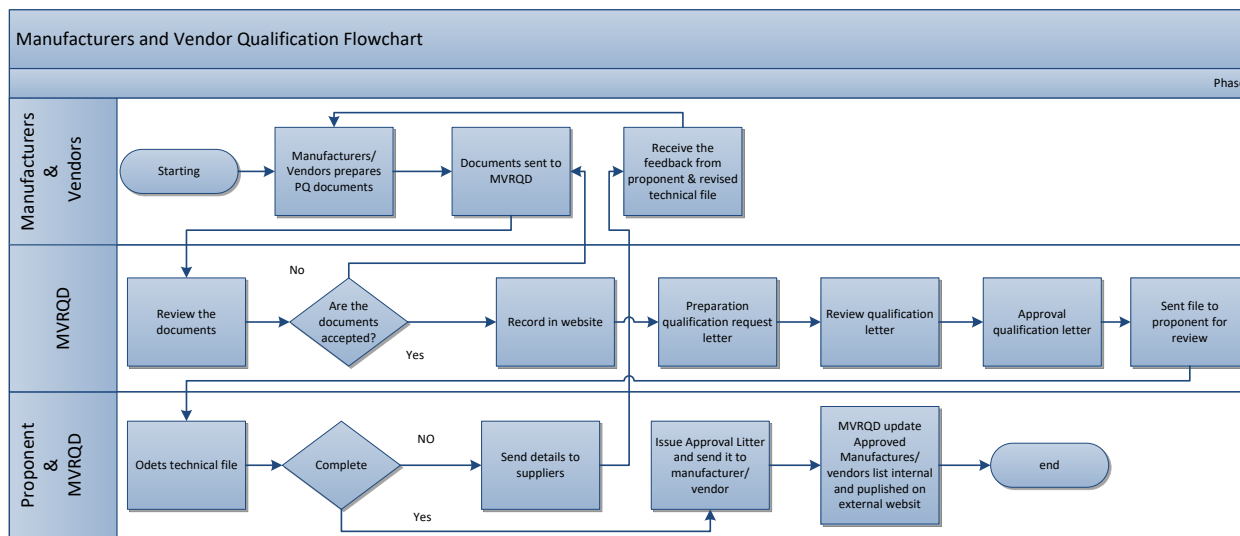 Manufacturers and Vendor Qualification Flowchart
Phase
Manufacturers
&
Vendors
Starting
Manufacturers/
Vendors prepares
PQ documents
Documents sent to
MVRQD
Receive the
feedback from
proponent & revised
technical file
MVRQD
Review the
documents
No
Are the
documents
accepted?
Yes
Record in website
Preparation
qualification request
letter
Review qualification
letter
Approval
qualification letter
Sent file to
proponent for
review
Proponent
&
MVRQD
Odets technical file
Complete
NO
Yes
Send details to
suppliers
Issue Approval Litter
and send it to
manufacturer/
vendor
MVRQD update
Approved
Manufactures/
vendors list internal
and puplished on
external websit
end